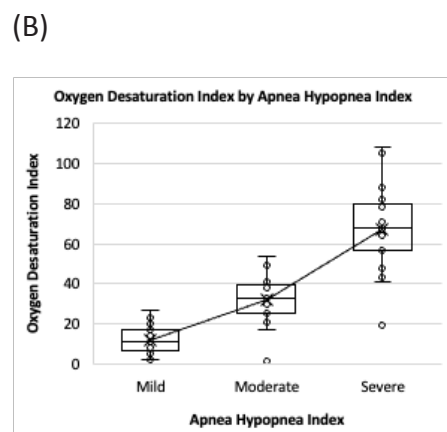 (B)
Oxygen Desaturation Index by Apnea Hypopnea Index
120
100
80
60
40
20
0
Oxygen Desaturation Index
Mild Moderate Severe
Apnea Hypopnea Index